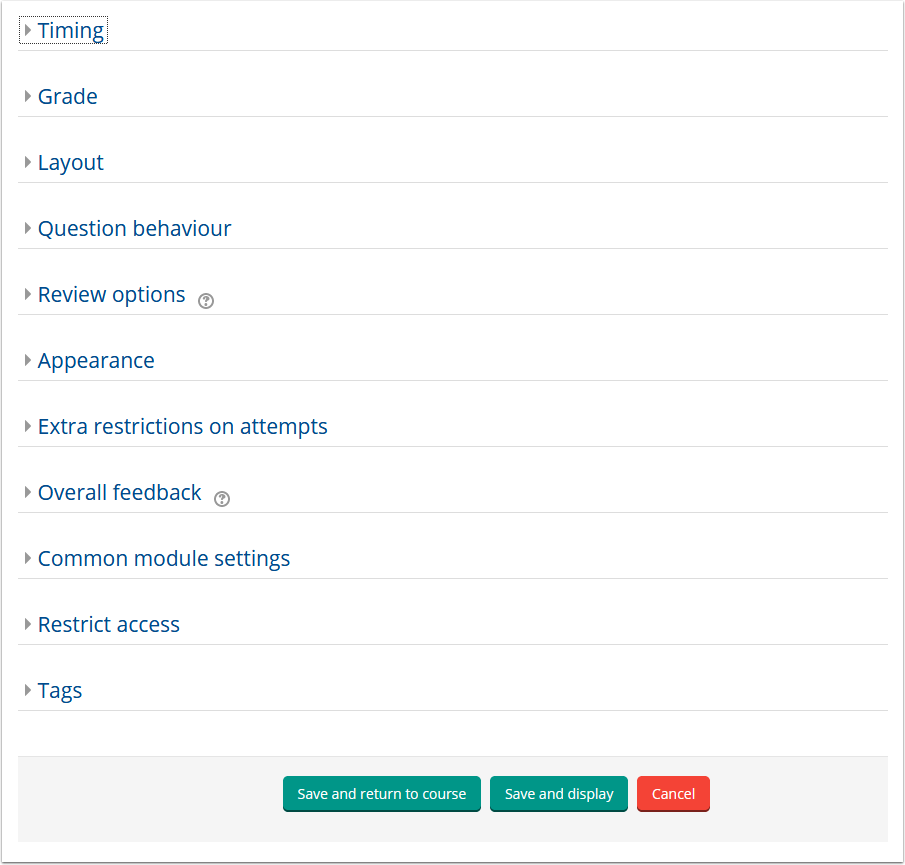 Timing
Grade
Layout
Question behaviour
Review options
Appearance
Extra restrictions on attempts
Overall feedback
Common module settings
Restrict access
Tags
Save and return to course Save and display Cancel